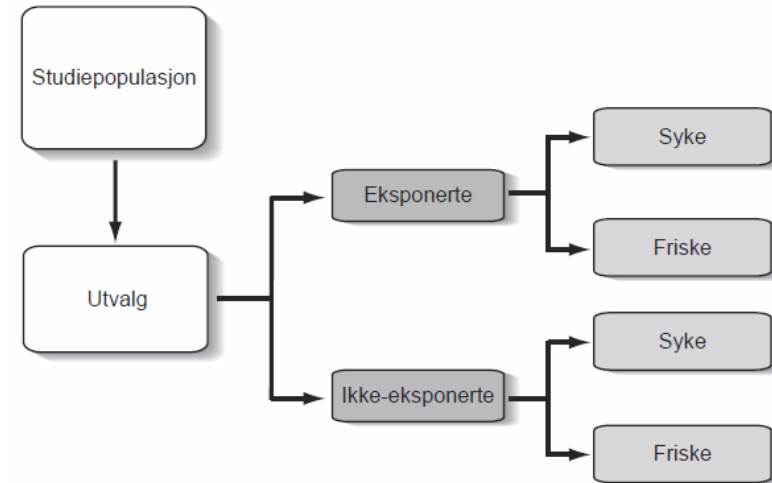 Studiepopulasjon
Utvalg
Eksponerte
Ikke-eksponerte
Syke
Friske
Syke
Friske